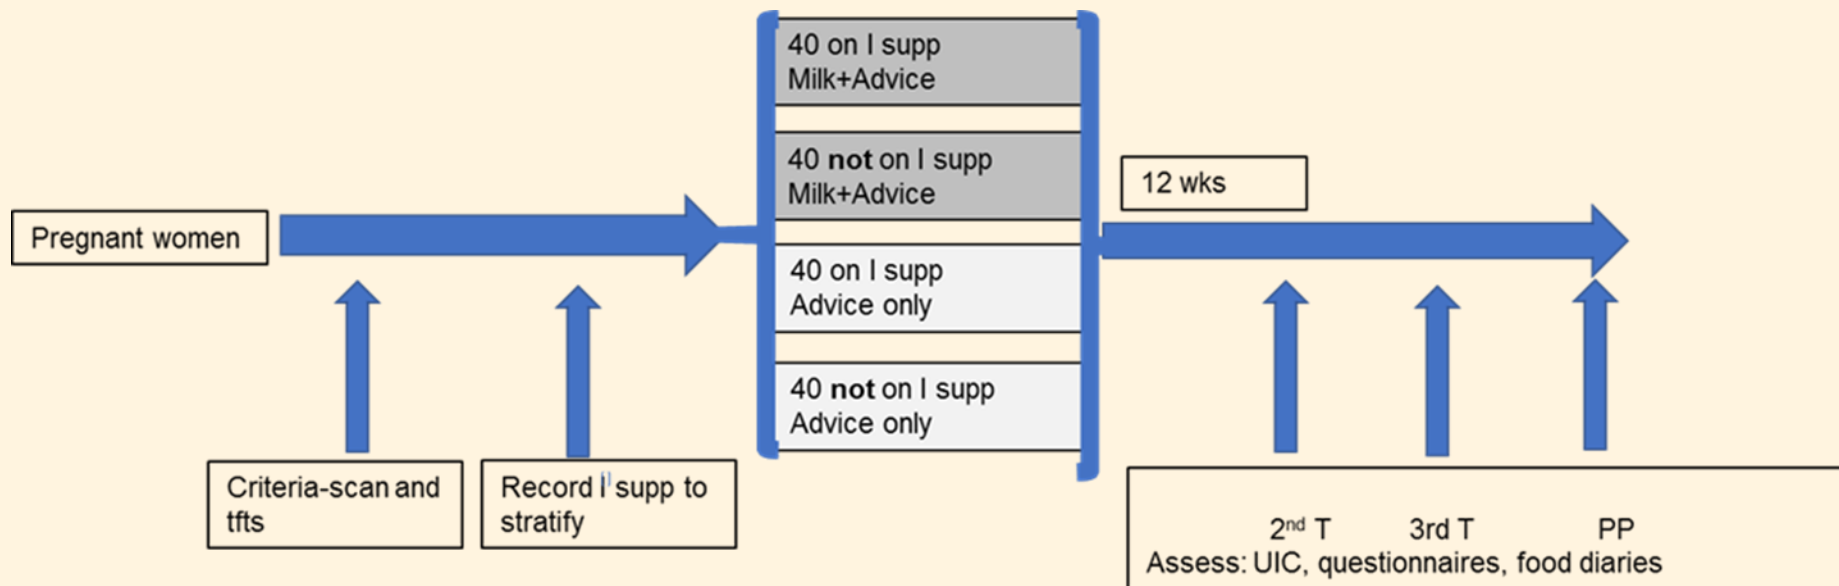 40 on I supp
Milk+Advice
40 not on I supp
Milk+Advice
12 wks
Pregnant women
40 on I supp
Advice only
40 not on I supp
Advice only
Criteria-scan and
tfts
Record I supp to
stratify
2nd T 3rd T PP
Assess: UIC, questionnaires, food diaries